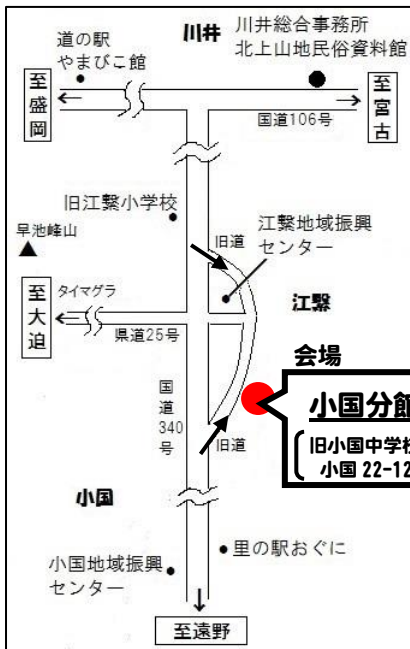 川井
川井総合事務所
北上山地民俗資料館
道の駅
やまびこ館
至盛岡
至宮古
国道106号
旧江繋小学校
早池峰山
旧道
江繋地域振興
センター
至大迫
タイマグラ
県道25号
江繋
会場
小国分館
旧小国中学校
小国 22-12
国道340号
旧道
小国
小国地域振興
センター
里の駅おぐに
至遠野